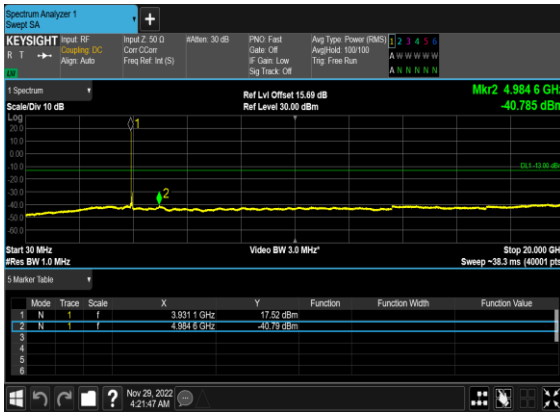 Spectrum Analyzer 1
Swept SA
+
KEYSIGHT
R T
LXI
Input: RF
Coupling: DC
Align: Auto
Input Z: 50 Ω
Corr CCorr
Freq Ref: Int (S)
#Atten: 30 dB
PNO: Fast
Gate: Off
IF Gain: Low
Sig Track: Off
Avg Type: Power (RMS)
Avg|Hold: 100/100
Trig: Free Run
1 2 3 4 5 6
A W W W W W
A N N N N N
1 Spectrum
Scale/Div 10 dB
Log
Ref Lvl Offset 15.69 dB
Ref Level 30.00 dBm
Mkr2 4.984 6 GHz
-40.785 dBm
20.0
10.0
0.00
-10.0
-20.0
-30.0
-40.0
-50.0
-60.0
1
2
DL1 -13.00 dBm
Start 30 MHz
#Res BW 1.0 MHz
Video BW 3.0 MHz*
Stop 20.000 GHz
Sweep ~38.3 ms (40001 pts)
5 Marker Table
Mode Trace Scale X Y Function Function Width Function Value
1 N 1 f 3.931 1 GHz 17.52 dBm
2 N 1 f 4.984 6 GHz -40.79 dBm
3
4
5
6
?
Nov 29, 2022
4:21:47 AM